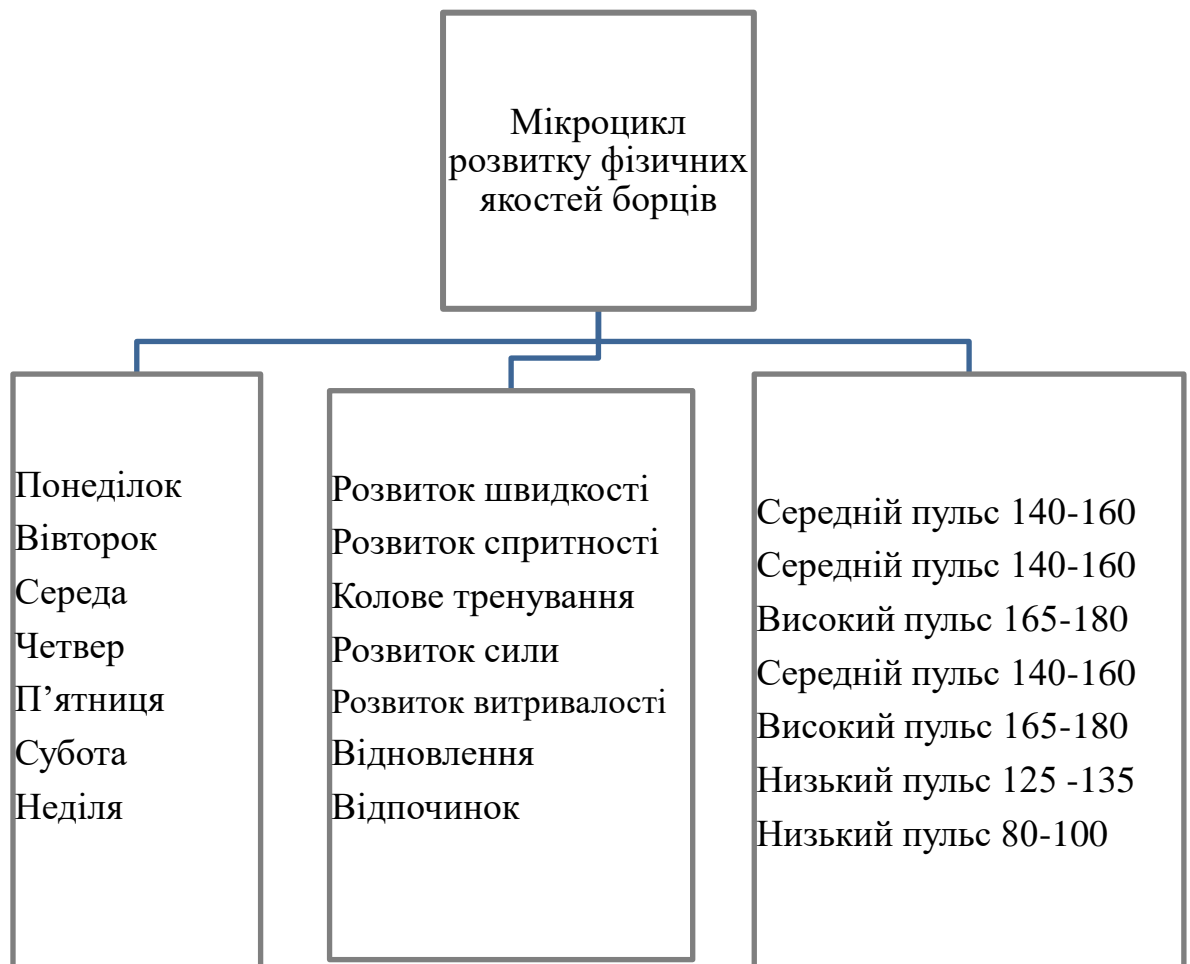 Мікроцикл
розвитку фізичних
якостей борців
Понеділок
Вівторок
Середа
Четвер
П’ятниця
Субота
Неділя
Розвиток швидкості
Розвиток спритності
Колове тренування
Розвиток сили
Розвиток витривалості
Відновлення
Відпочинок
Середній пульс 140-160
Середній пульс 140-160
Високий пульс 165-180
Середній пульс 140-160
Високий пульс 165-180
Низький пульс 125 -135
Низький пульс 80-100